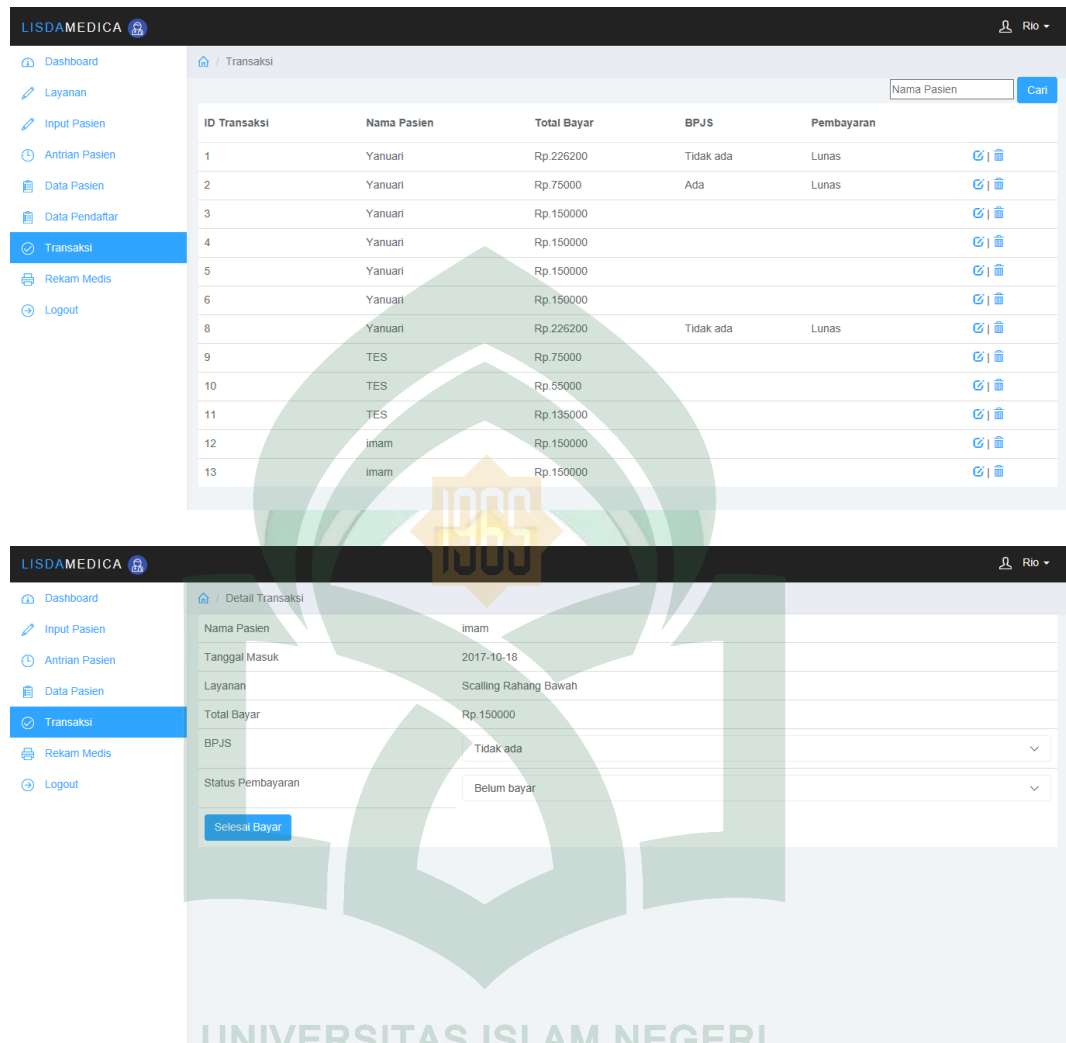 LISDAMEDICA Rio
Dashboard
Layanan
Input Pasien
Antrian Pasien
Data Pasien
Data Pendaftar
Transaksi
Rekam Medis
Logout
/ Transaksi
Nama Pasien Cari
ID Transaksi Nama Pasien Total Bayar BPJS Pembayaran
1 Yanuari Rp.226200 Tidak ada Lunas |
2 Yanuari Rp.75000 Ada Lunas |
3 Yanuari Rp.150000 |
4 Yanuari Rp.150000 |
5 Yanuari Rp.150000 |
6 Yanuari Rp.150000 |
8 Yanuari Rp.226200 Tidak ada Lunas |
9 TES Rp.75000 |
10 TES Rp.55000 |
11 TES Rp.135000 |
12 imam Rp.150000 |
13 imam Rp.150000 |
LISDAMEDICA Rio
Dashboard
Input Pasien
Antrian Pasien
Data Pasien
Transaksi
Rekam Medis
Logout
/ Detail Transaksi
Nama Pasien imam
Tanggal Masuk 2017-10-18
Layanan Scalling Rahang Bawah
Total Bayar Rp.150000
BPJS Tidak ada
Status Pembayaran Belum bayar
Selesai Bayar
UNIVERSITAS ISLAM NEGERI